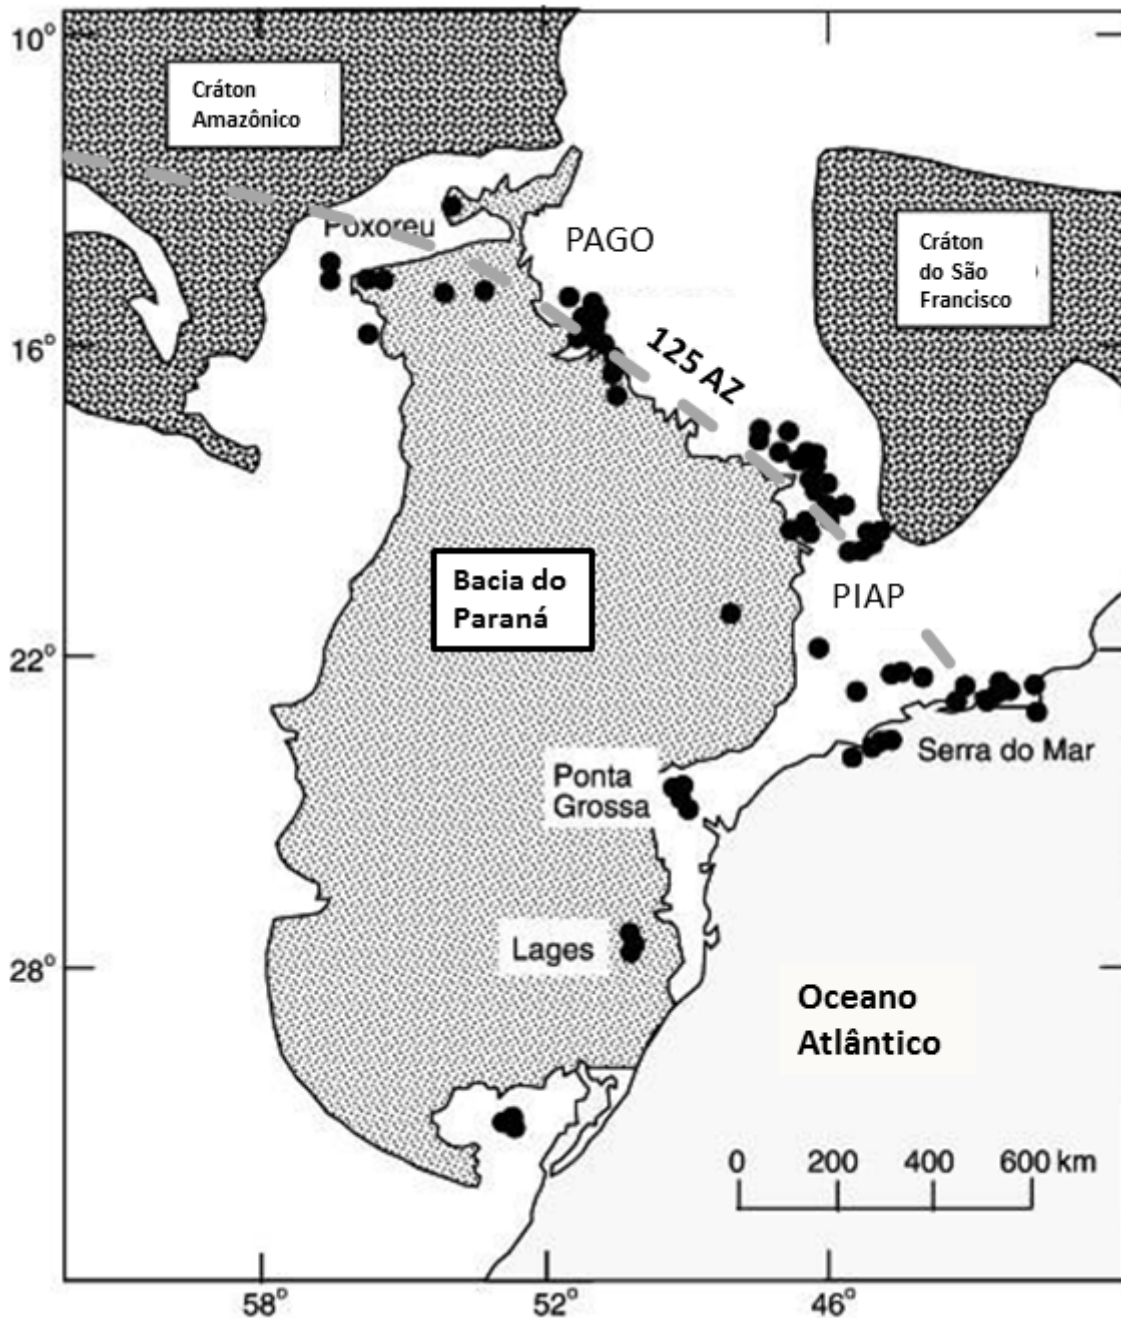 10°
Cráton
Amazônico
Poxoreu
PAGO
Cráton
do São
Francisco
16°
125 AZ
Bacia do
Paraná
PIAP
22°
Serra do Mar
Ponta
Grossa
Lages
28°
Oceano
Atlântico
0 200 400 600 km
58° 52° 46°